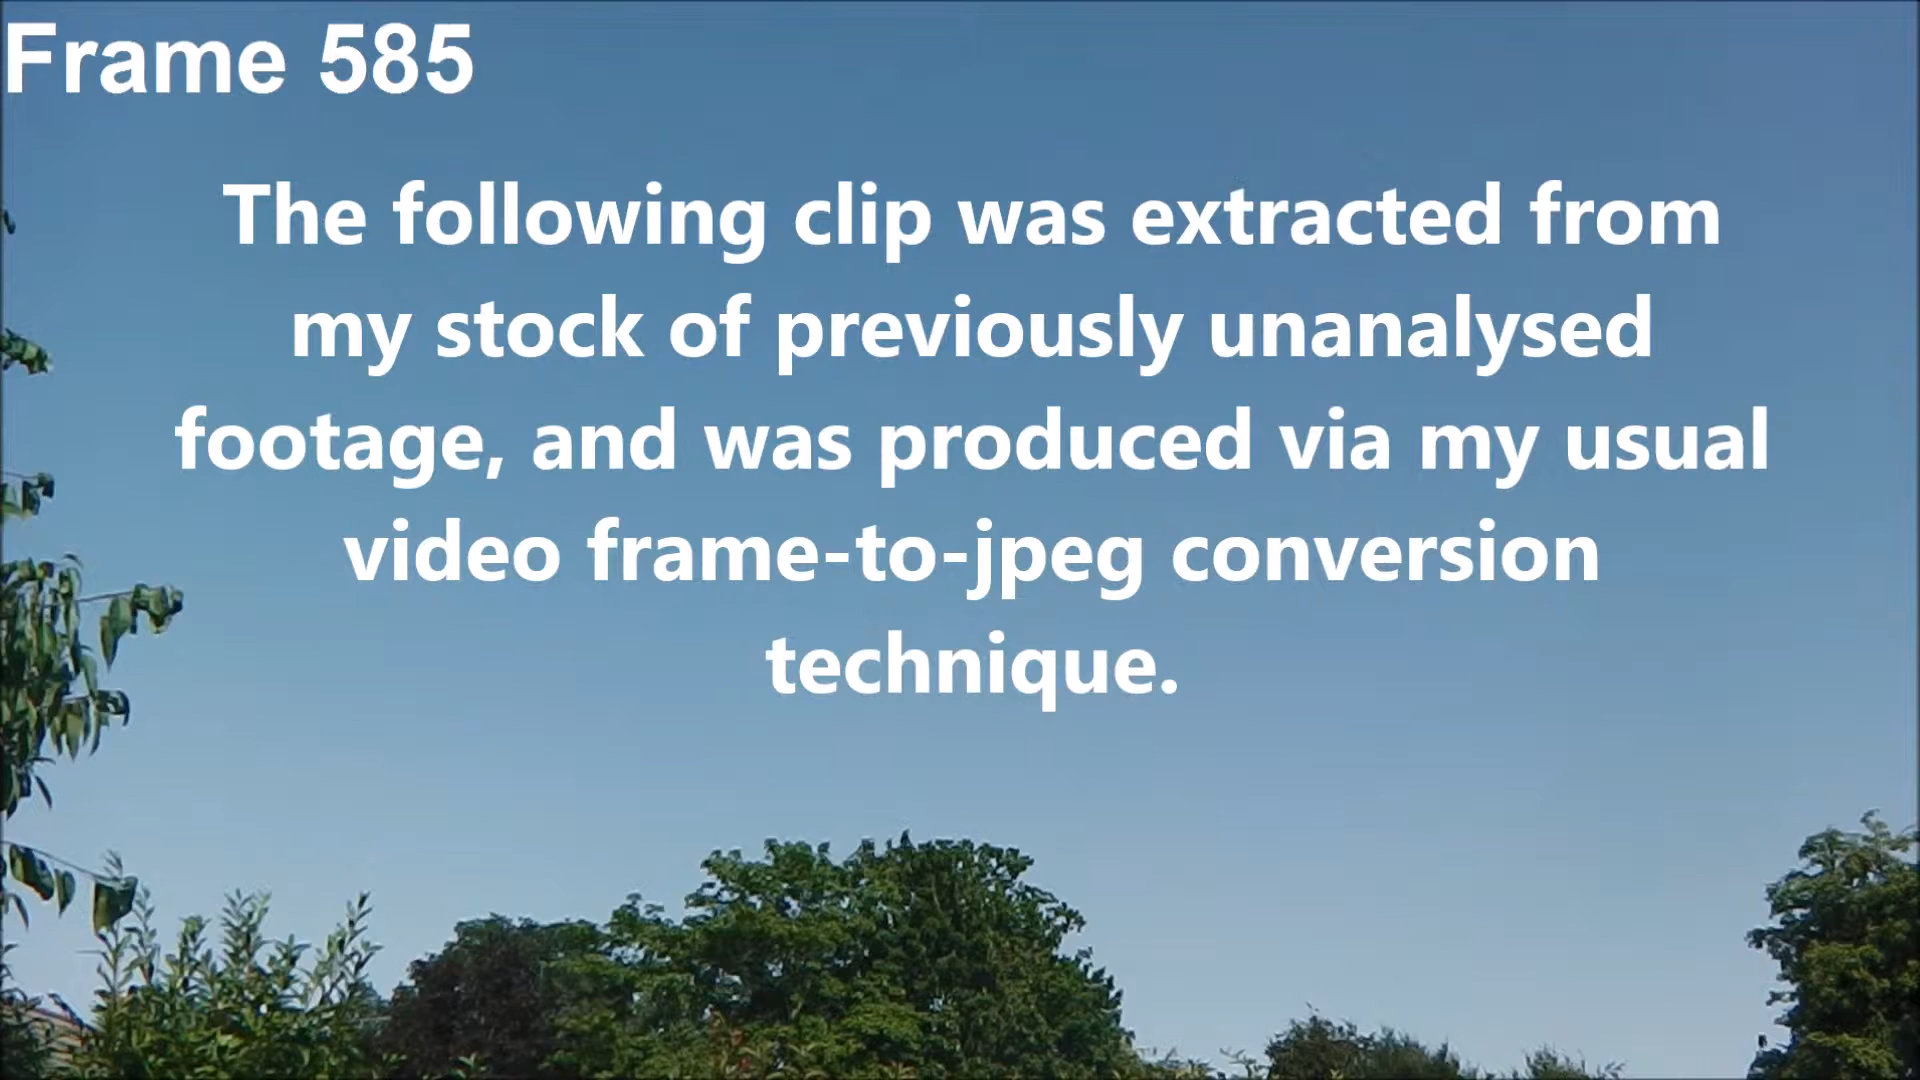 Frame 585
The following clip was extracted from
my stock of previously unanalysed
footage, and was produced via my usual
video frame-to-jpeg conversion
technique.